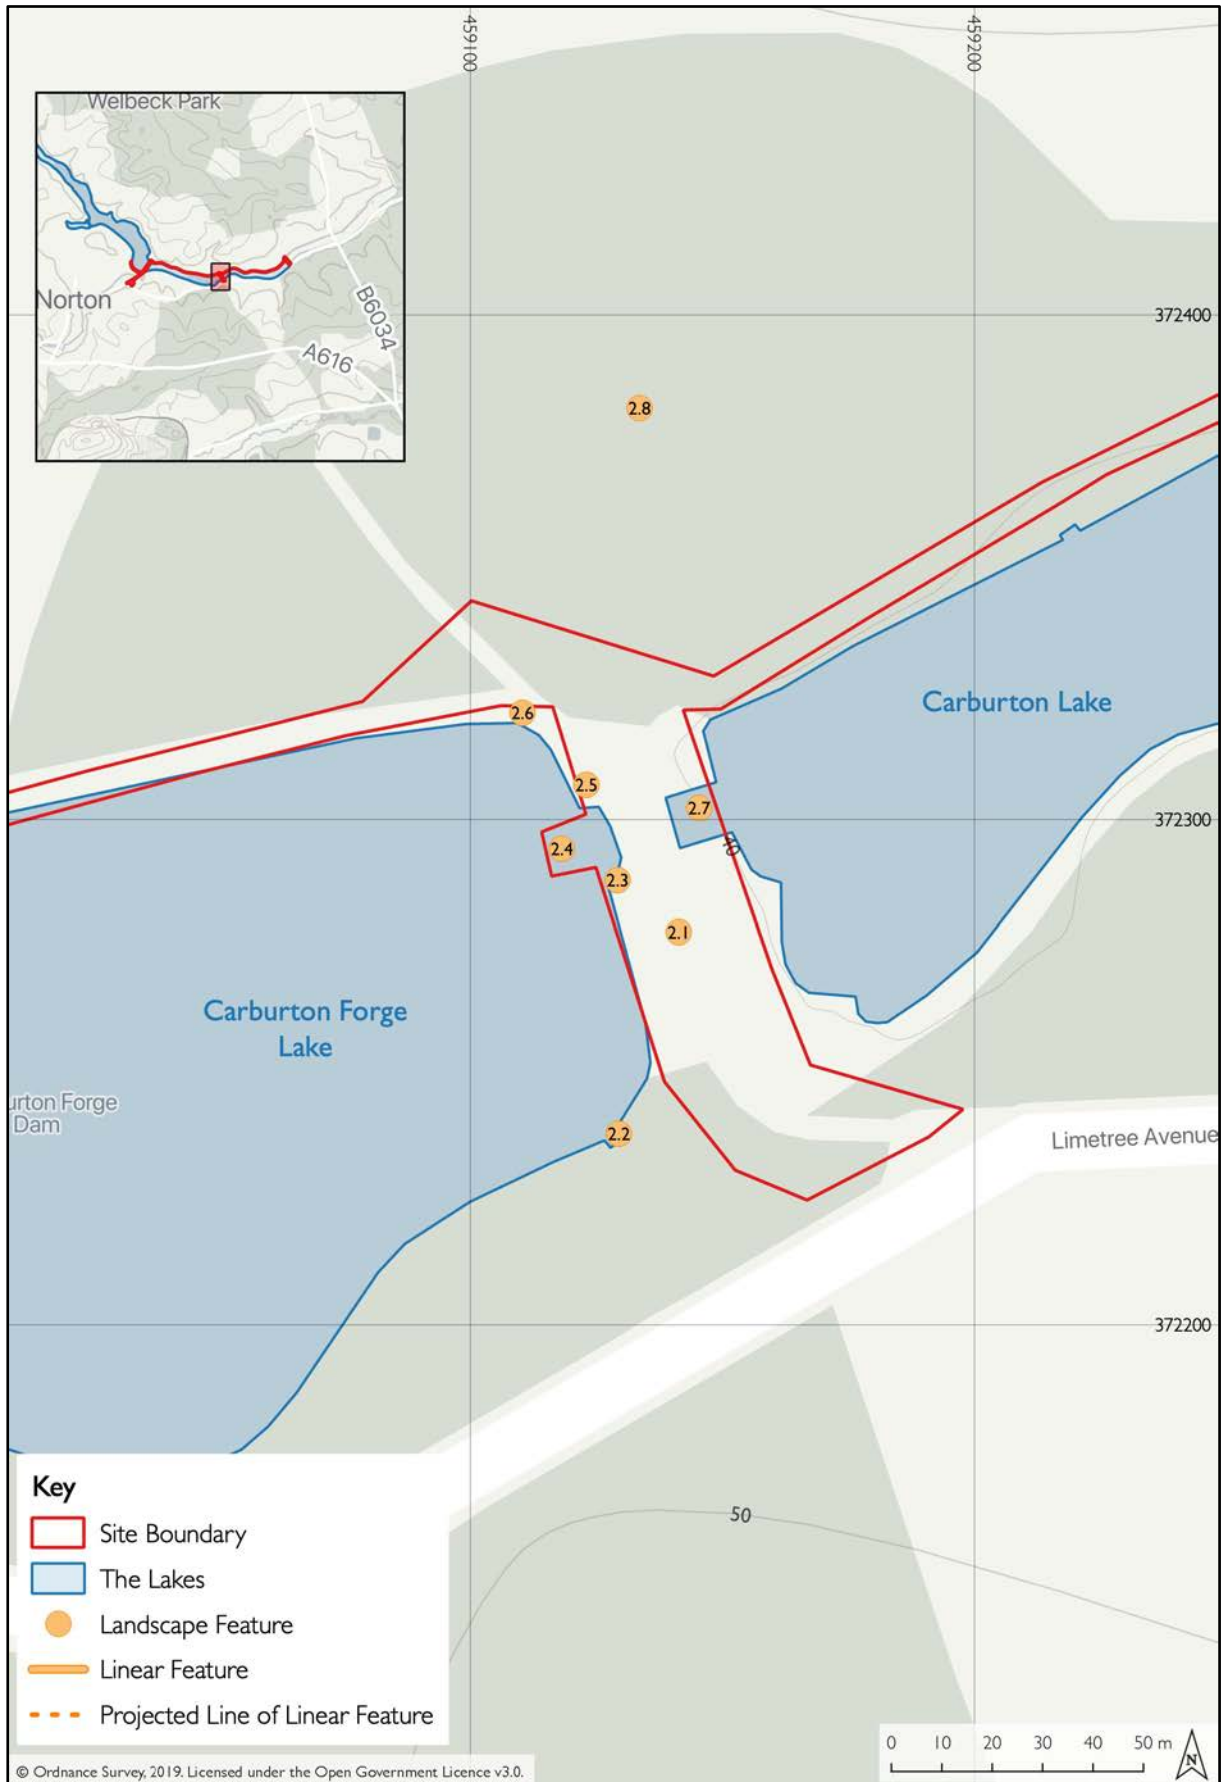 459100
459200
Welbeck Park
Norton
B6034
A616
372400
2.8
Carburton Lake
2.6
2.5
2.7
372300
2.4
40
2.3
2.1
Carburton Forge
Lake
urton Forge
Dam
2.2
Limetree Avenue
372200
50
Key
Site Boundary
The Lakes
Landscape Feature
Linear Feature
Projected Line of Linear Feature
0 10 20 30 40 50 m
N
© Ordnance Survey, 2019. Licensed under the Open Government Licence v3.0.